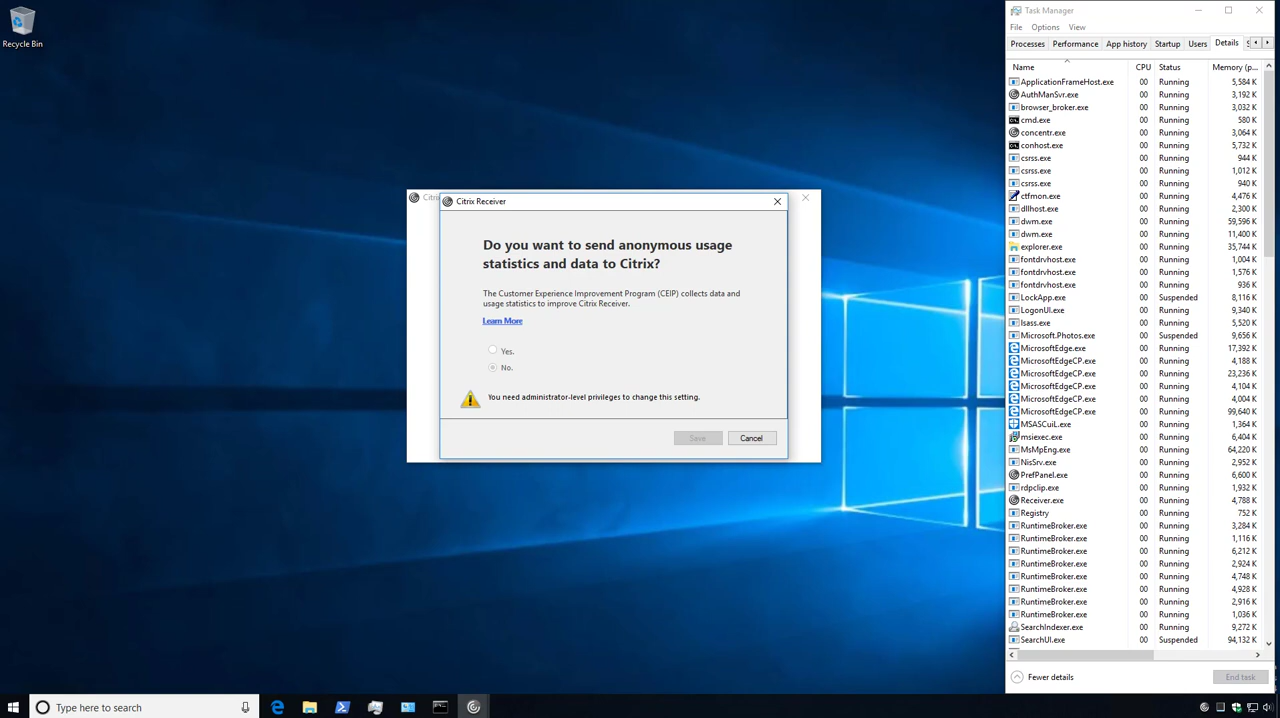 Recycle Bin
Citri
Citrix Receiver
Do you want to send anonymous usage
statistics and data to Citrix?
The Customer Experience Improvement Program (CEIP) collects data and
usage statistics to improve Citrix Receiver.
Learn More
Yes.
No.
You need administrator-level privileges to change this setting.
Save
Cancel
Task Manager
File Options View
Processes Performance App history Startup Users Details S
Name CPU Status Memory (p...
ApplicationFrameHost.exe 00 Running 5,584 K
AuthManSvr.exe 00 Running 3,192 K
browser_broker.exe 00 Running 3,032 K
cmd.exe 00 Running 580 K
concentr.exe 00 Running 3,064 K
conhost.exe 00 Running 5,732 K
csrss.exe 00 Running 944 K
csrss.exe 00 Running 1,012 K
csrss.exe 00 Running 940 K
ctfmon.exe 00 Running 4,476 K
dllhost.exe 00 Running 2,300 K
dwm.exe 00 Running 59,596 K
dwm.exe 00 Running 11,400 K
explorer.exe 00 Running 35,744 K
fontdrvhost.exe 00 Running 1,004 K
fontdrvhost.exe 00 Running 1,576 K
fontdrvhost.exe 00 Running 936 K
LockApp.exe 00 Suspended 8,116 K
LogonUI.exe 00 Running 9,340 K
lsass.exe 00 Running 5,520 K
Microsoft.Photos.exe 00 Suspended 9,656 K
MicrosoftEdge.exe 00 Running 17,392 K
MicrosoftEdgeCP.exe 00 Running 4,188 K
MicrosoftEdgeCP.exe 00 Running 23,236 K
MicrosoftEdgeCP.exe 00 Running 4,104 K
MicrosoftEdgeCP.exe 00 Running 4,004 K
MicrosoftEdgeCP.exe 00 Running 99,640 K
MSASCuiL.exe 00 Running 1,364 K
msiexec.exe 00 Running 6,404 K
MsMpEng.exe 00 Running 64,220 K
NisSrv.exe 00 Running 2,952 K
PrefPanel.exe 00 Running 6,600 K
rdpclip.exe 00 Running 1,932 K
Receiver.exe 00 Running 4,788 K
Registry 00 Running 752 K
RuntimeBroker.exe 00 Running 3,284 K
RuntimeBroker.exe 00 Running 1,116 K
RuntimeBroker.exe 00 Running 6,212 K
RuntimeBroker.exe 00 Running 2,924 K
RuntimeBroker.exe 00 Running 4,748 K
RuntimeBroker.exe 00 Running 4,928 K
RuntimeBroker.exe 00 Running 2,916 K
RuntimeBroker.exe 00 Running 1,036 K
SearchIndexer.exe 00 Running 9,272 K
SearchUI.exe 00 Suspended 94,132 K
Fewer details
End task
Type here to search